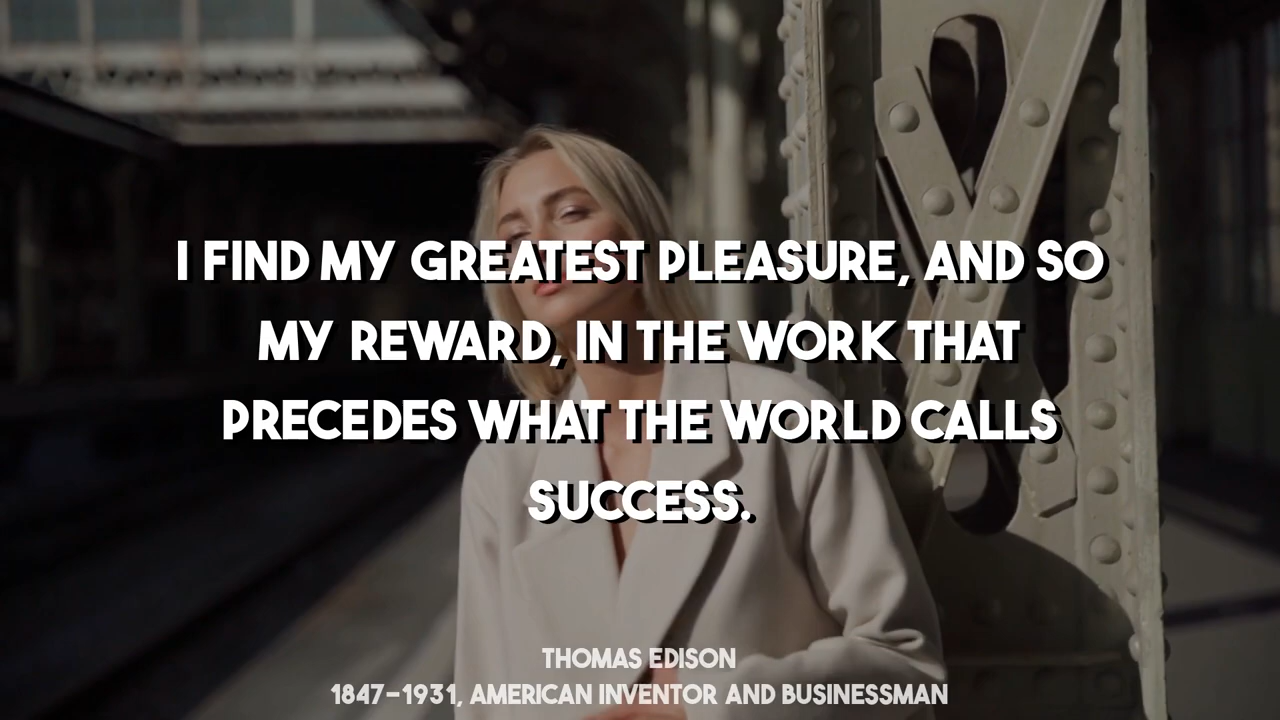 I FIND MY GREATEST PLEASURE, AND SO
MY REWARD, IN THE WORK THAT
PRECEDES WHAT THE WORLD CALLS
SUCCESS.
THOMAS EDISON
1847-1931, AMERICAN INVENTOR AND BUSINESSMAN